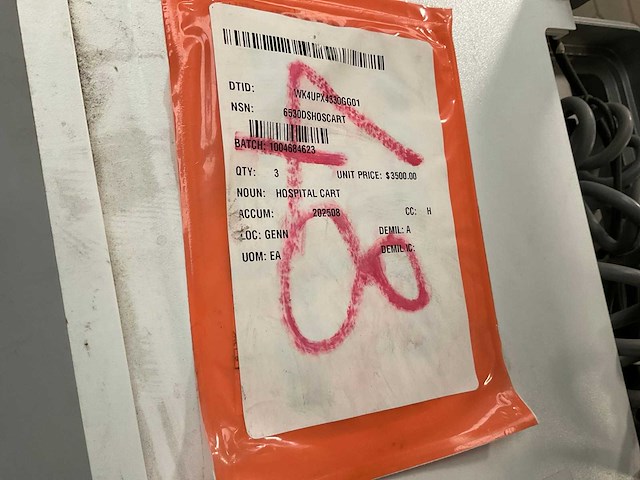 DTID: WK4UPX4330GG01
NSN: 6530DSHOSCART
BATCH: 1004684623
QTY: 3 UNIT PRICE: $3500.00
NOUN: HOSPITAL CART
ACCUM: 202508 CC: H
LOC: GENN DEMIL: A
UOM: EA DEMIL IC: